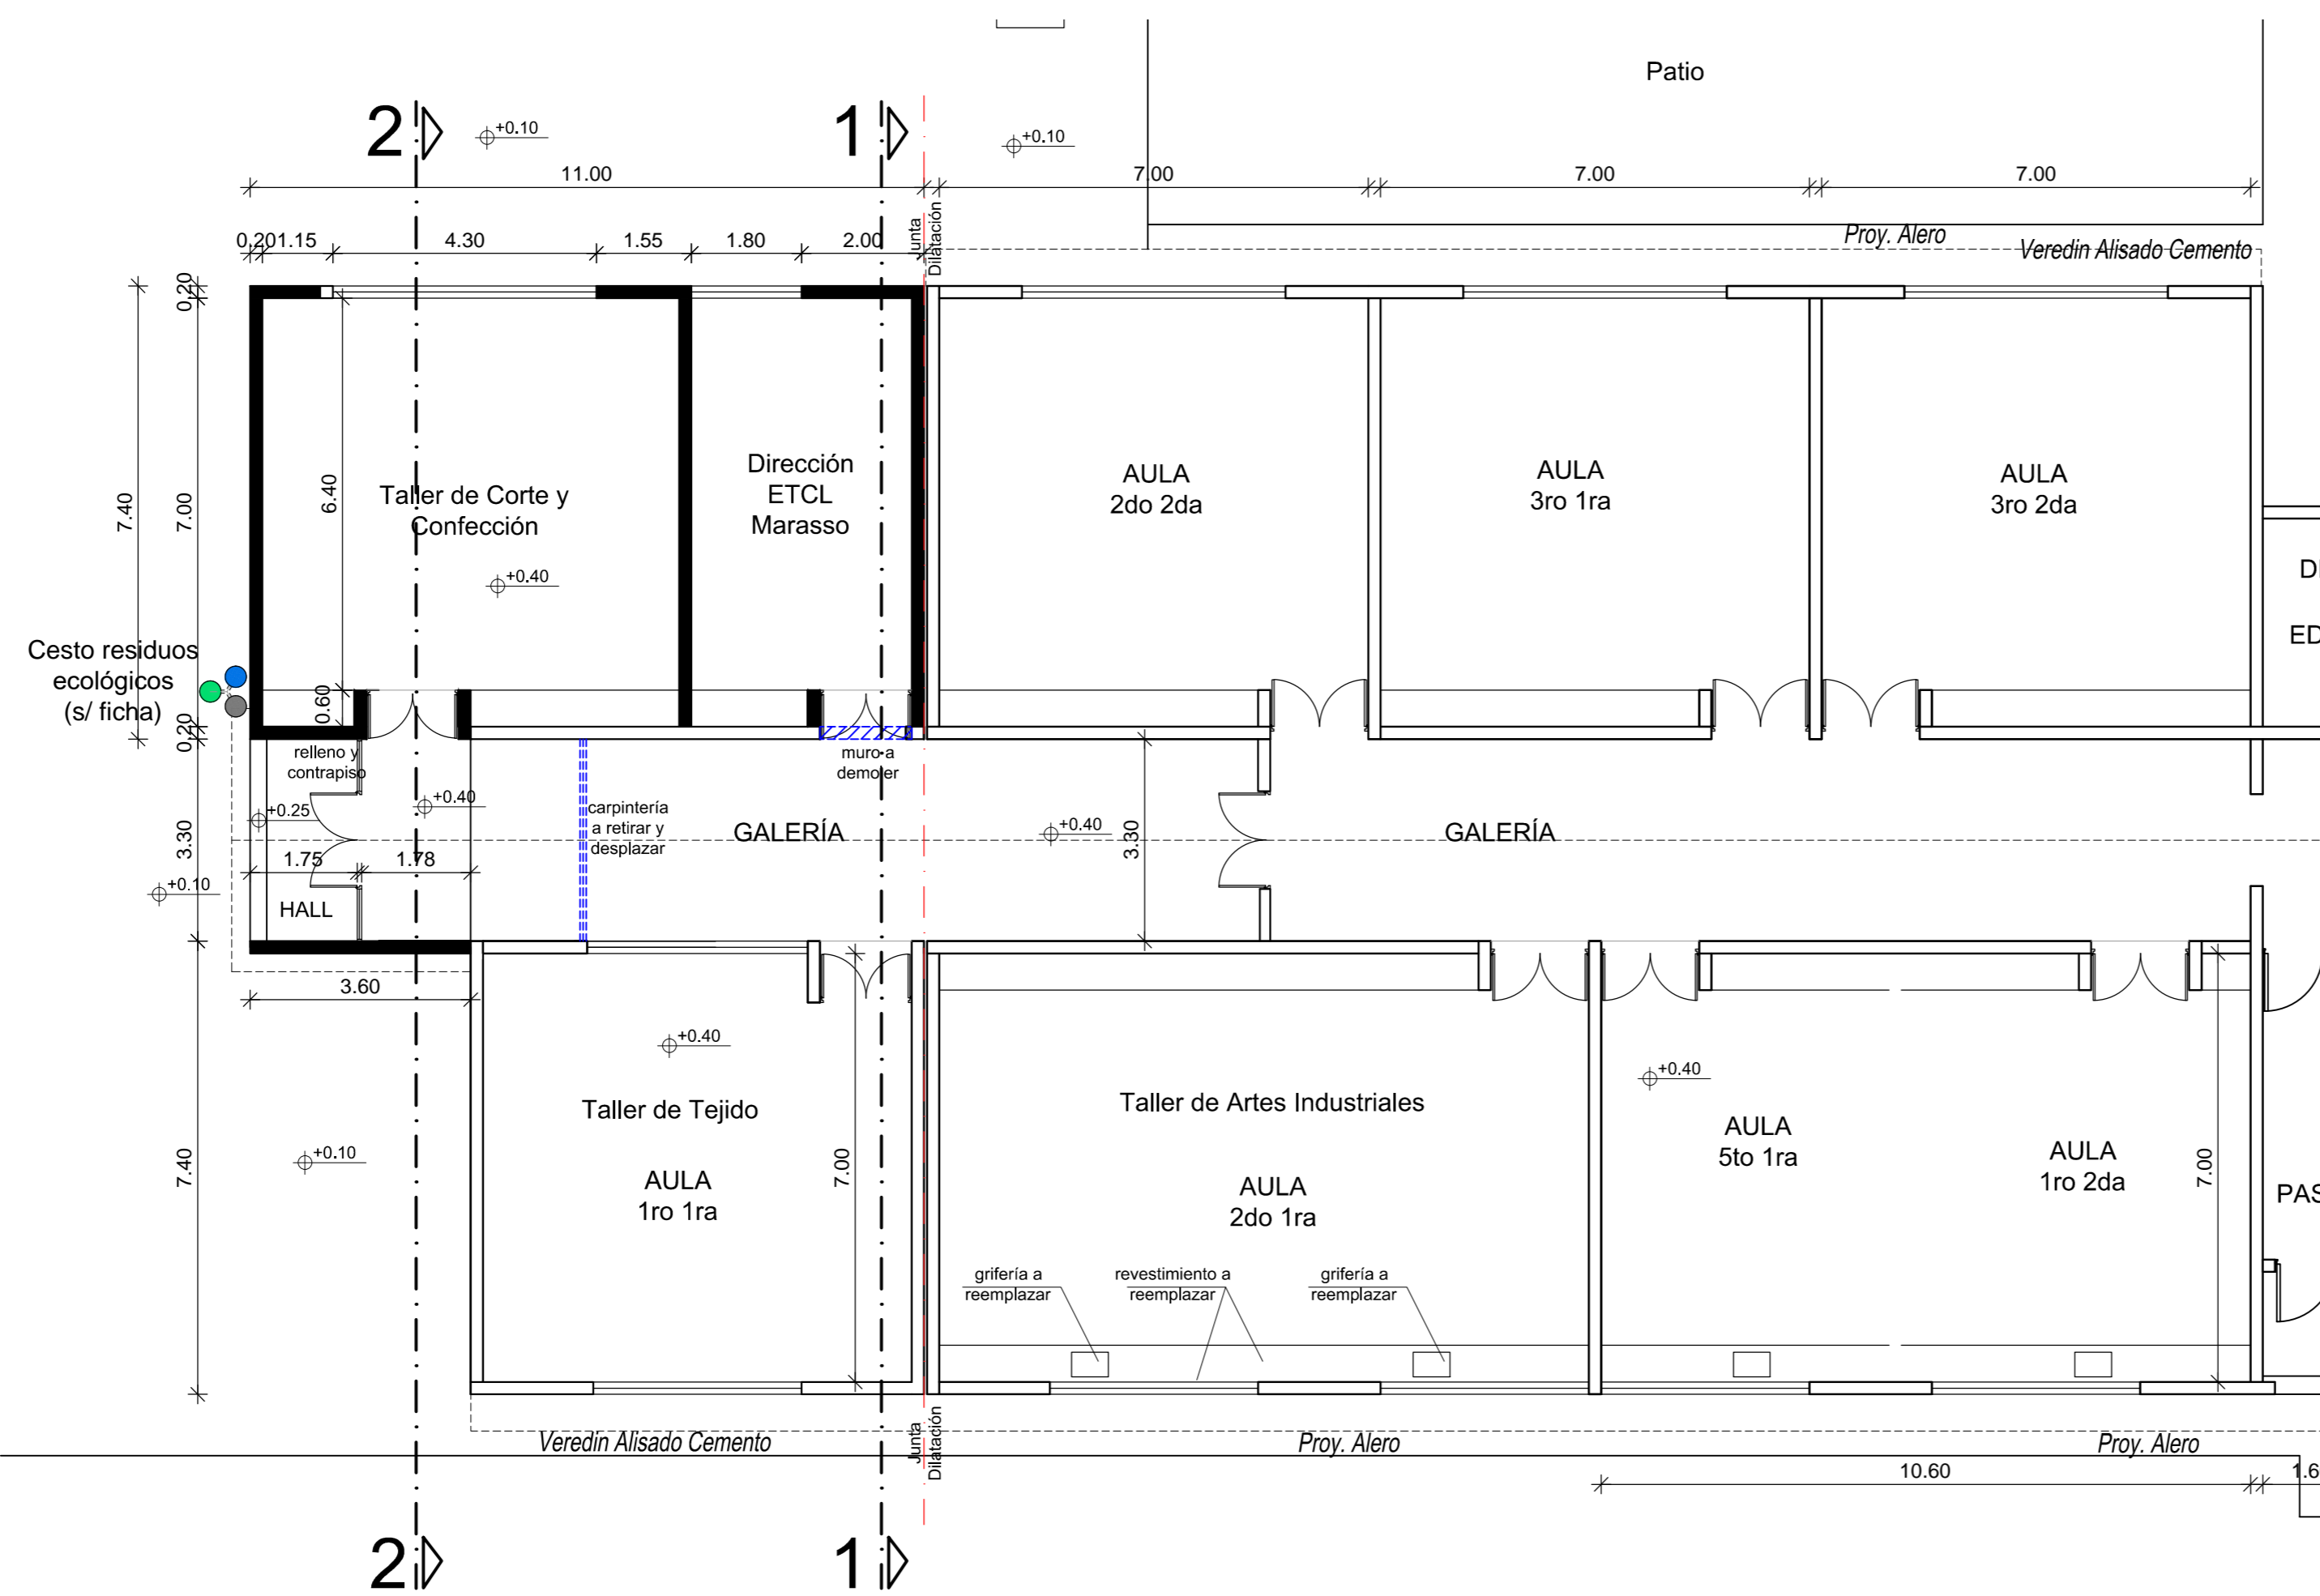 Patio
2
1
+0.10
+0.10
11.00
7.00
7.00
7.00
0.20
1.15
4.30
1.55
1.80
2.00
Junta
Dilatación
Proy. Alero
Veredin Alisado Cemento
0.20
7.40
7.00
6.40
0.60
0.20
Taller de Corte y
Confección
+0.40
Dirección
ETCL
Marasso
AULA
2do 2da
AULA
3ro 1ra
AULA
3ro 2da
Cesto residuos
ecológicos
(s/ ficha)
relleno y
contrapiso
muro a
demoler
+0.25
+0.40
carpintería
a retirar y
desplazar
GALERÍA
+0.40
3.30
GALERÍA
3.30
1.75
1.78
+0.10
HALL
3.60
+0.40
Taller de Tejido
AULA
1ro 1ra
7.00
+0.10
7.40
Taller de Artes Industriales
AULA
2do 1ra
+0.40
AULA
5to 1ra
AULA
1ro 2da
7.00
grifería a
reemplazar
revestimiento a
reemplazar
grifería a
reemplazar
Veredin Alisado Cemento
Junta
Dilatación
Proy. Alero
Proy. Alero
10.60
2
1